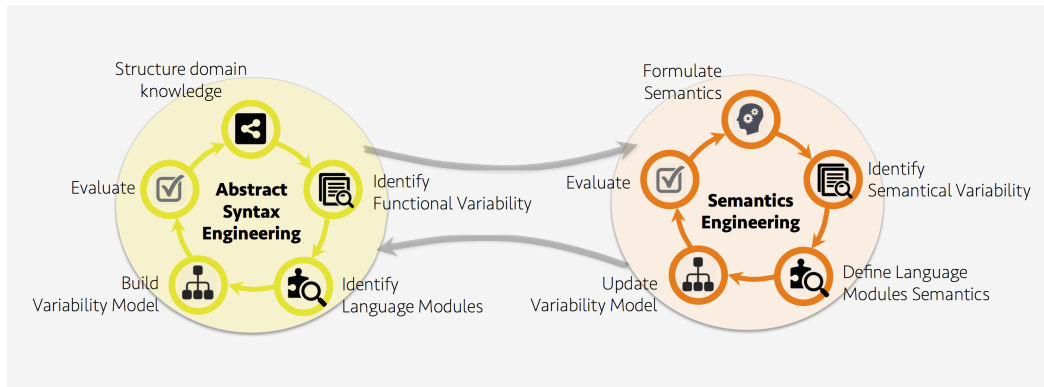 Structure domain
knowledge
Identify
Functional Variability
Identify
Language Modules
Build
Variability Model
Evaluate
Abstract
Syntax
Engineering
Formulate
Semantics
Identify
Semantical Variability
Define Language
Modules Semantics
Update
Variability Model
Evaluate
Semantics
Engineering